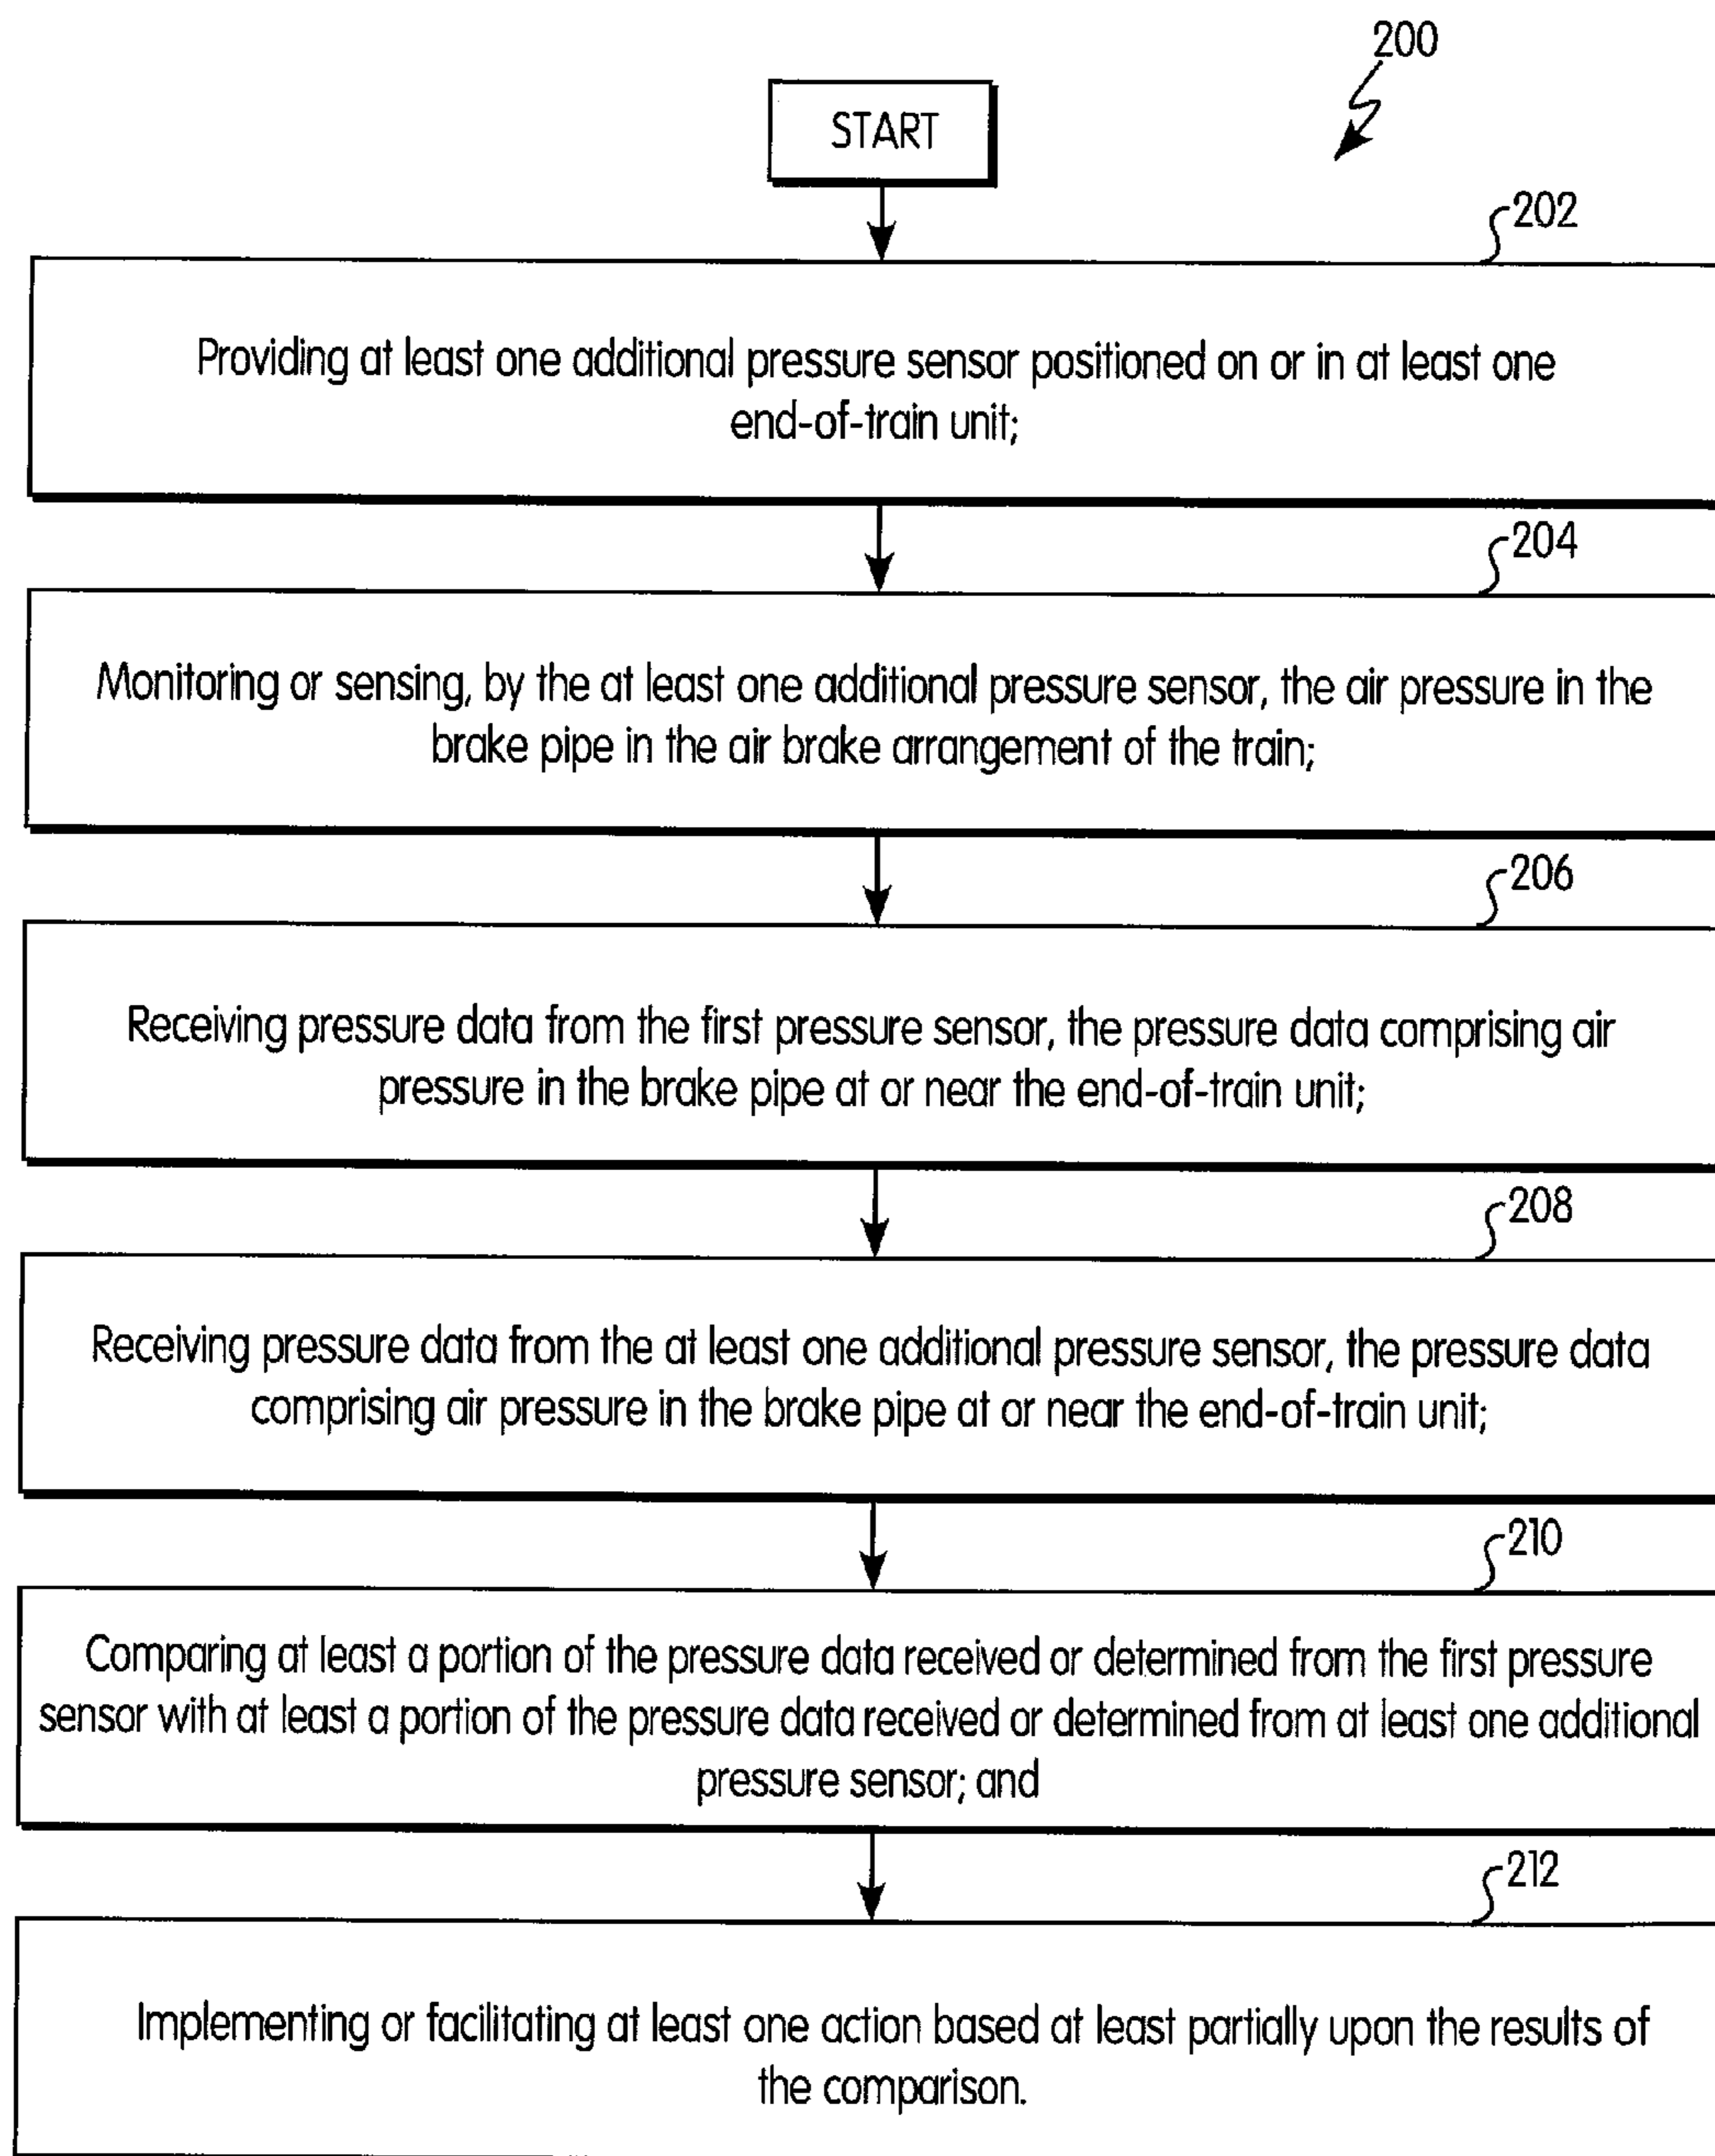 200
START
202
Providing at least one additional pressure sensor positioned on or in at least one
end-of-train unit;
204
Monitoring or sensing, by the at least one additional pressure sensor, the air pressure in the
brake pipe in the air brake arrangement of the train;
206
Receiving pressure data from the first pressure sensor, the pressure data comprising air
pressure in the brake pipe at or near the end-of-train unit;
208
Receiving pressure data from the at least one additional pressure sensor, the pressure data
comprising air pressure in the brake pipe at or near the end-of-train unit;
210
Comparing at least a portion of the pressure data received or determined from the first pressure
sensor with at least a portion of the pressure data received or determined from at least one additional
pressure sensor; and
212
Implementing or facilitating at least one action based at least partially upon the results of
the comparison.